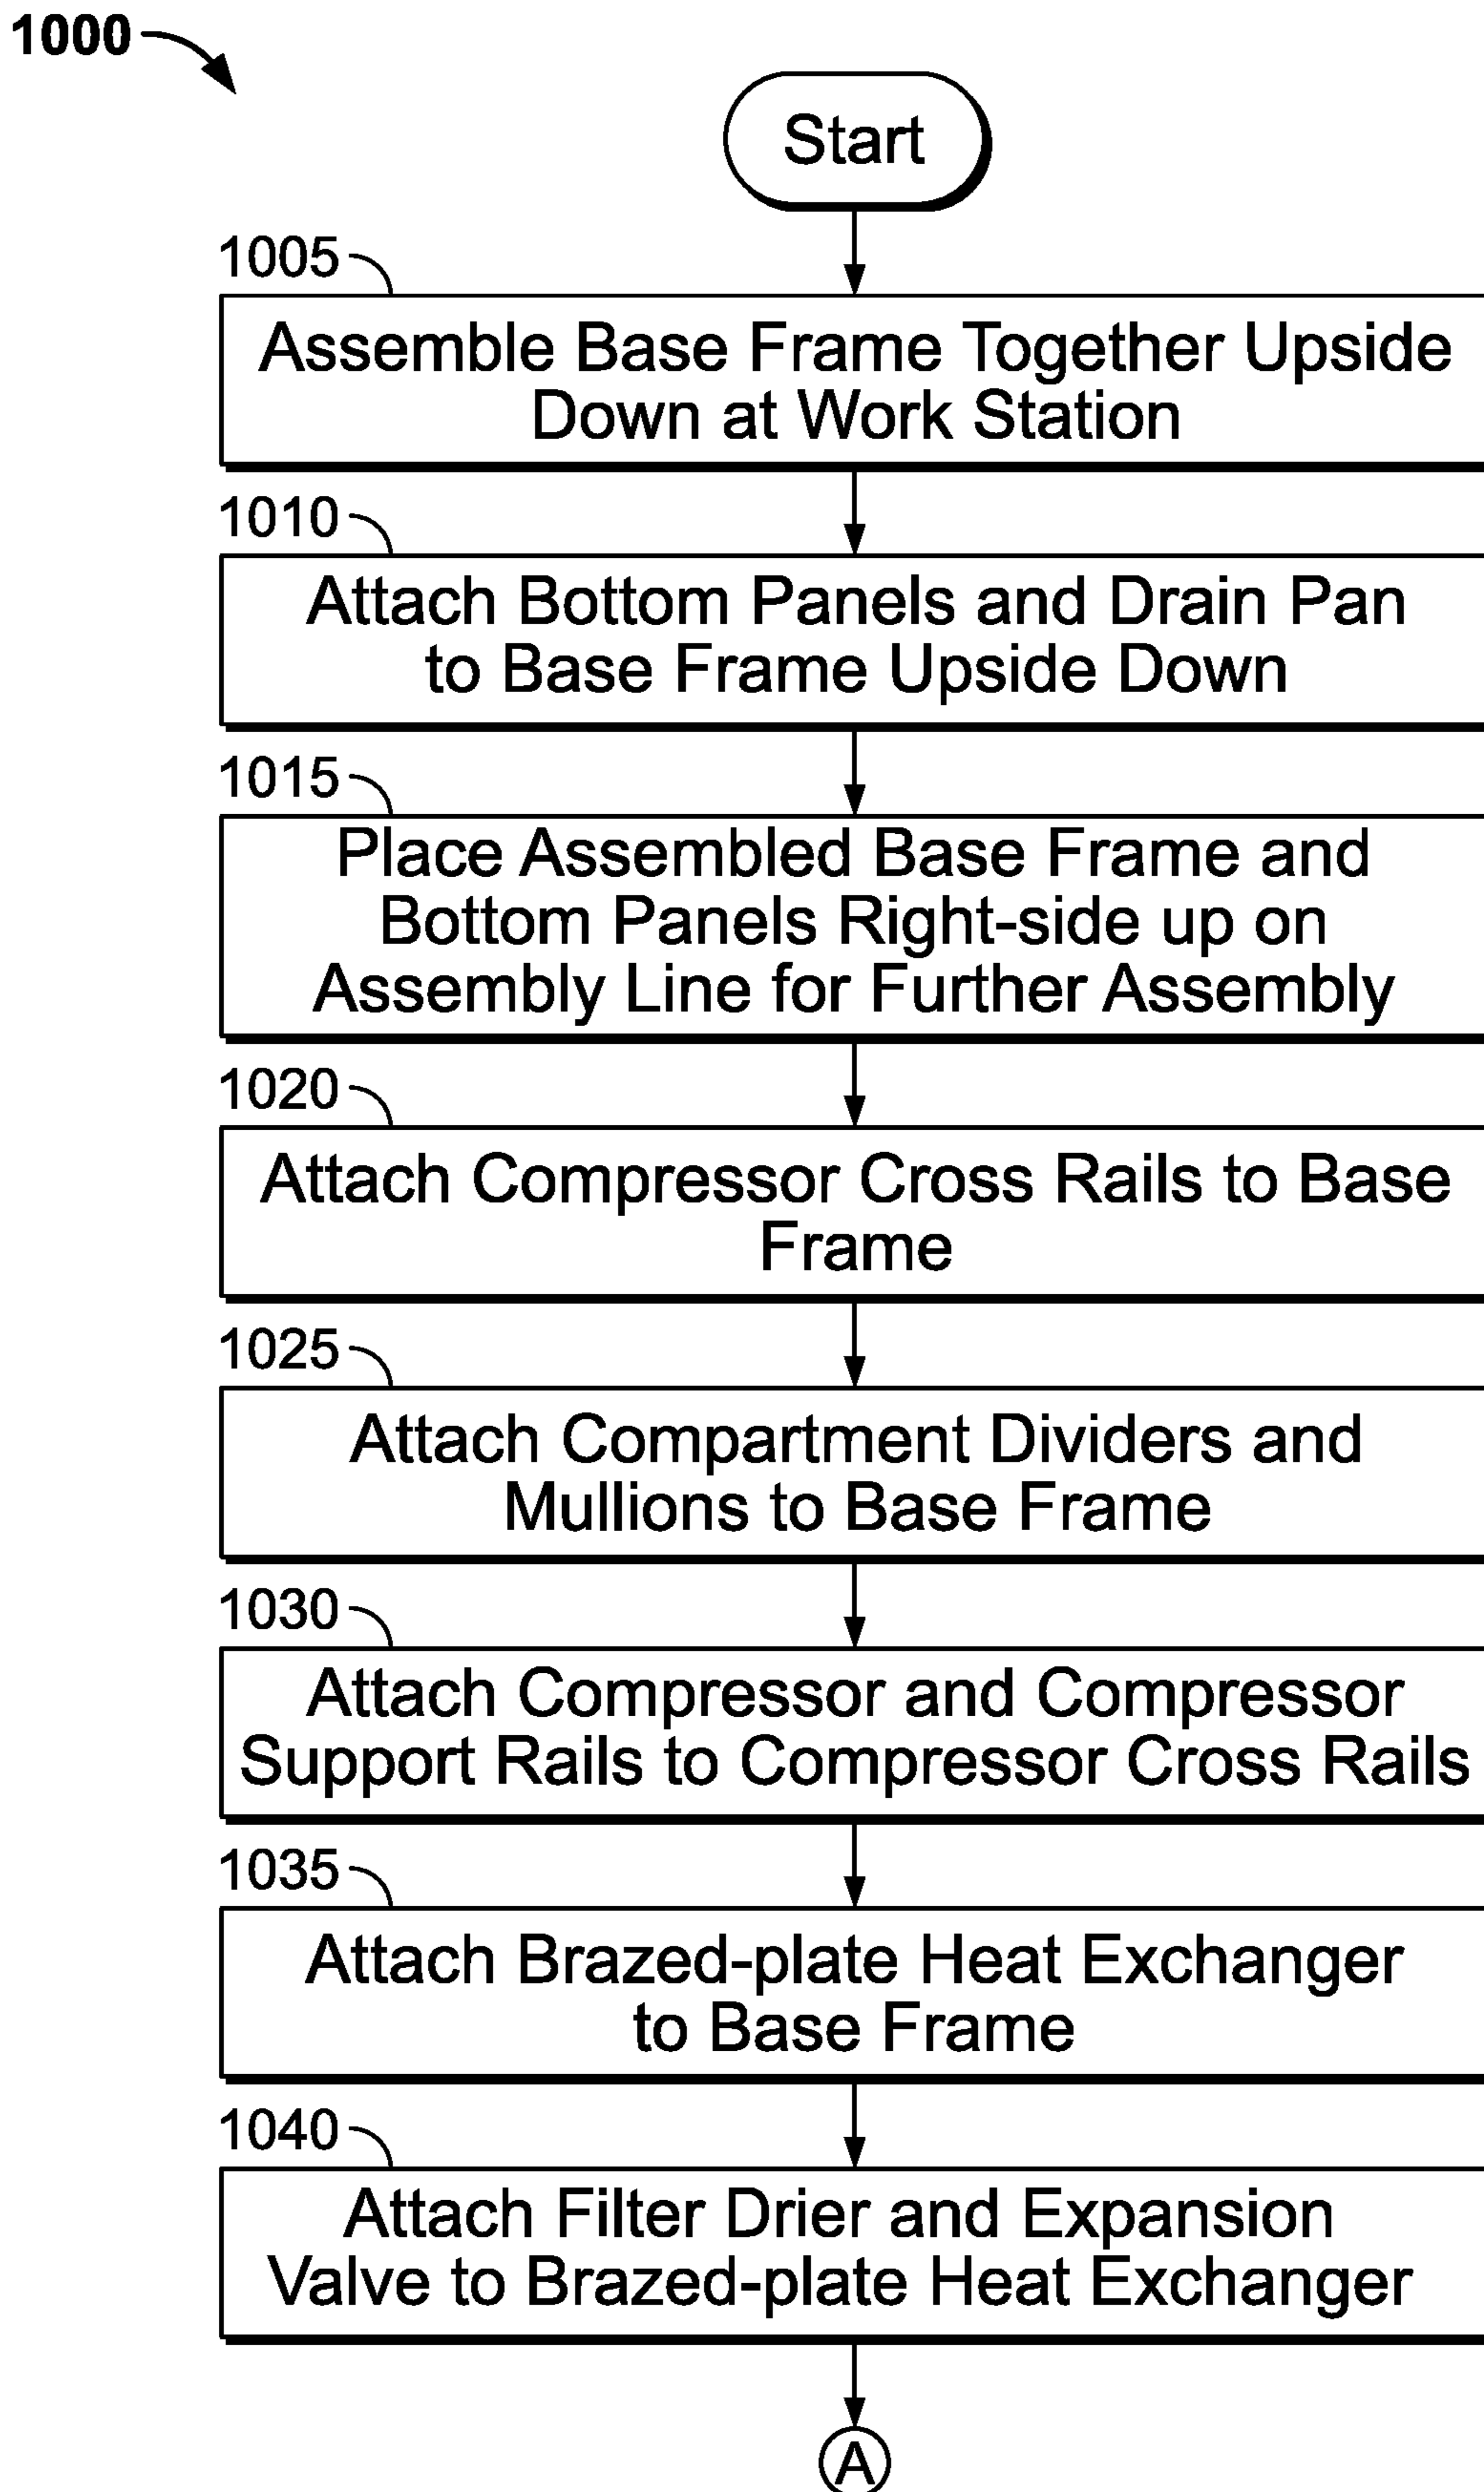 1000
Start
1005
Assemble Base Frame Together Upside
Down at Work Station
1010
Attach Bottom Panels and Drain Pan
to Base Frame Upside Down
1015
Place Assembled Base Frame and
Bottom Panels Right-side up on
Assembly Line for Further Assembly
1020
Attach Compressor Cross Rails to Base
Frame
1025
Attach Compartment Dividers and
Mullions to Base Frame
1030
Attach Compressor and Compressor
Support Rails to Compressor Cross Rails
1035
Attach Brazed-plate Heat Exchanger
to Base Frame
1040
Attach Filter Drier and Expansion
Valve to Brazed-plate Heat Exchanger
A